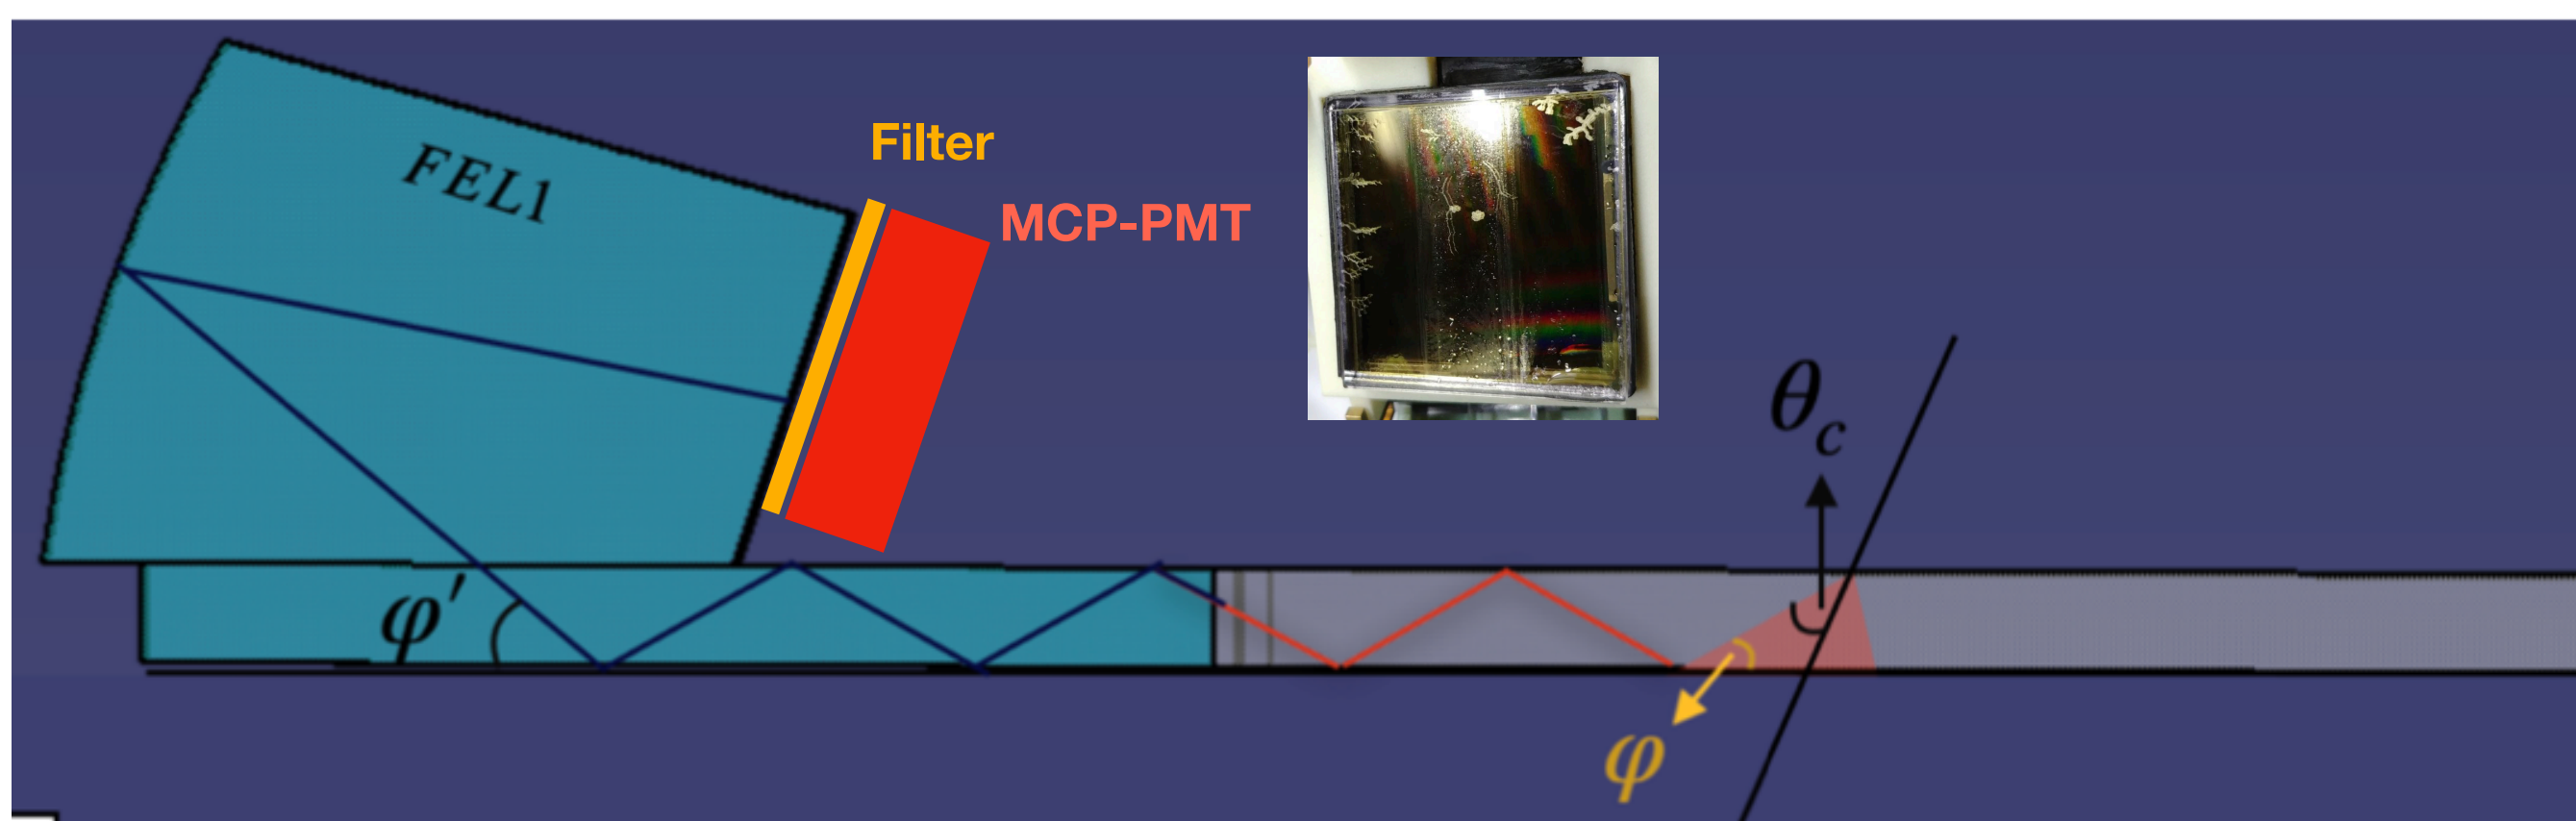 FEL1
Filter
MCP-PMT
θc
φ′
φ